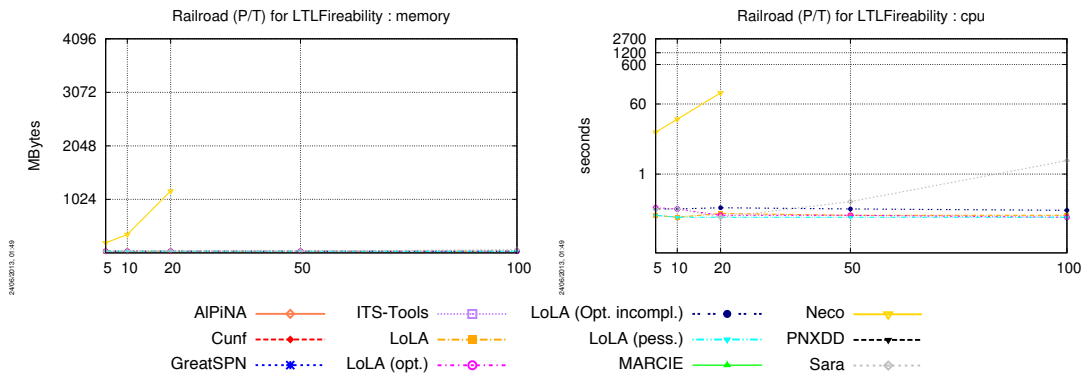 Railroad (P/T) for LTLFireability : memory
4096
3072
2048
1024
MBytes
5 10 20 50 100
24/06/2013, 01:49
Railroad (P/T) for LTLFireability : cpu
2700
1200
600
60
1
seconds
5 10 20 50 100
24/06/2013, 01:49
AlPiNA ITS-Tools LoLA (Opt. incompl.) Neco
Cunf LoLA LoLA (pess.) PNXDD
GreatSPN LoLA (opt.) MARCIE Sara